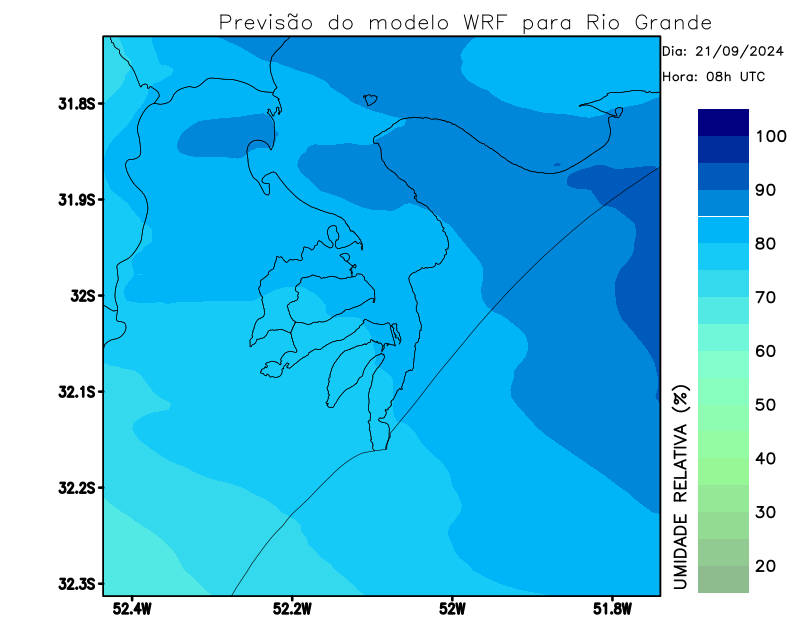 Previsão do modelo WRF para Rio Grande
Dia: 21/09/2024
Hora: 08h UTC
31.8S
31.9S
32S
32.1S
32.2S
32.3S
52.4W
52.2W
52W
51.8W
100
90
80
70
60
50
40
30
20
UMIDADE RELATIVA (%)